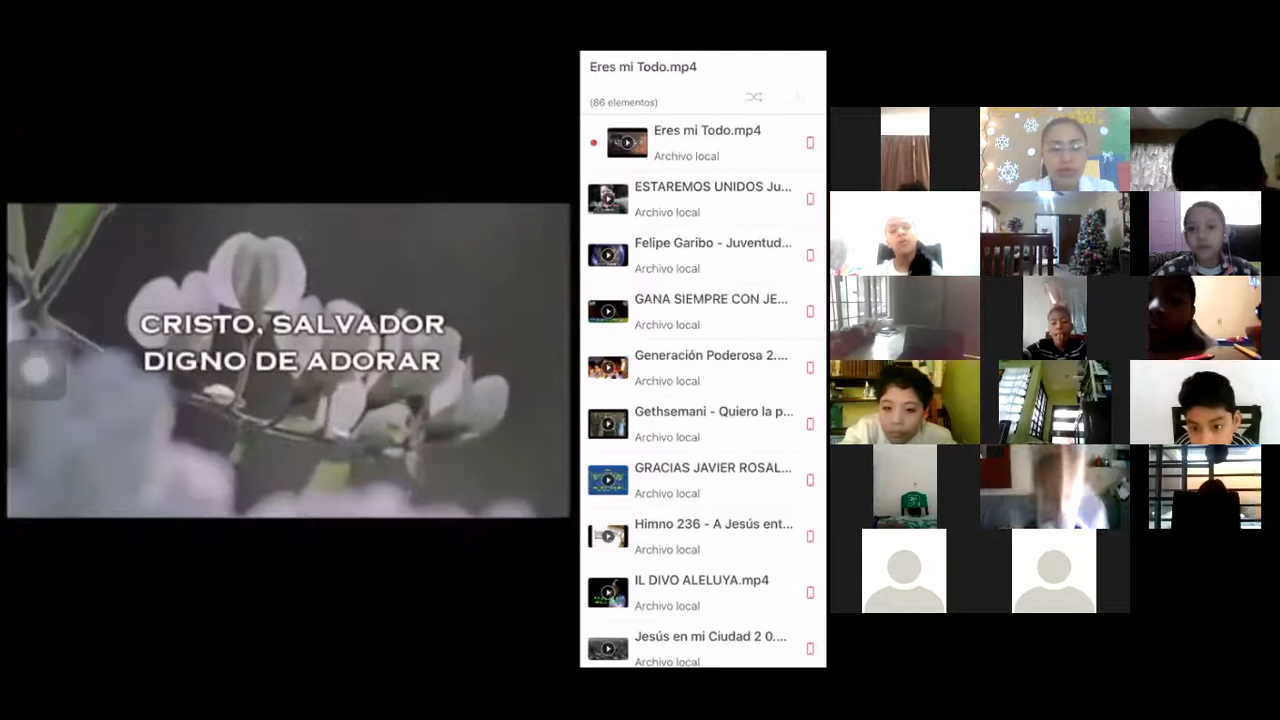 CRISTO, SALVADOR
DIGNO DE ADORAR
Eres mi Todo.mp4
(86 elementos)
Eres mi Todo.mp4
Archivo local
ESTAREMOS UNIDOS Ju...
Archivo local
Felipe Garibo - Juventud...
Archivo local
GANA SIEMPRE CON JE...
Archivo local
Generación Poderosa 2....
Archivo local
Gethsemani - Quiero la p...
Archivo local
GRACIAS JAVIER ROSAL...
Archivo local
Himno 236 - A Jesús ent...
Archivo local
IL DIVO ALELUYA.mp4
Archivo local
Jesús en mi Ciudad 2 0....
Archivo local